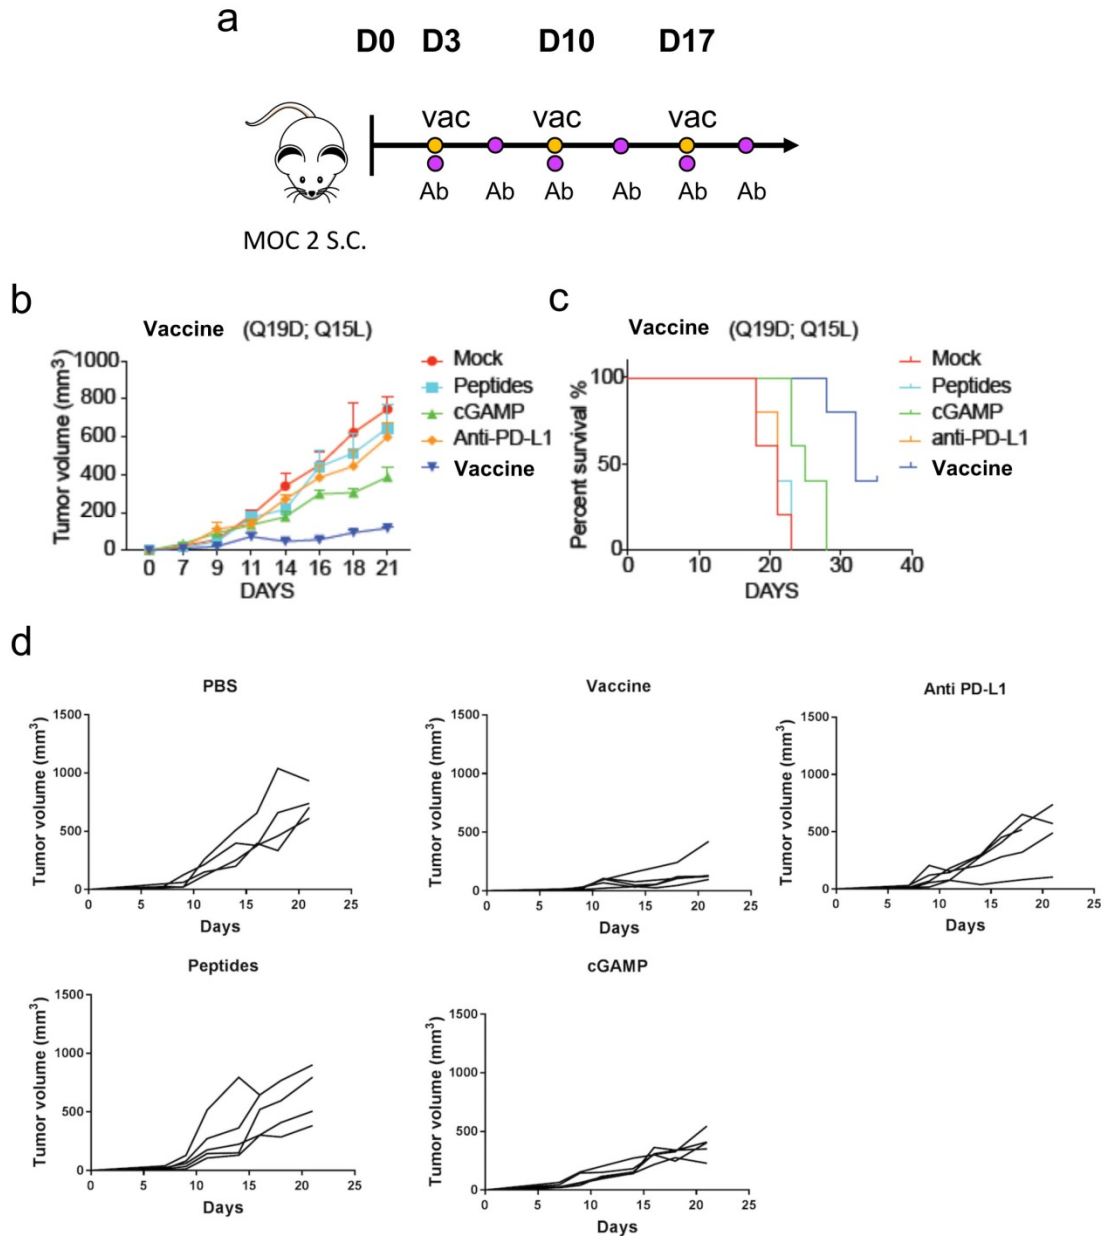 a
D0 D3 D10 D17
vac vac vac
Ab Ab Ab Ab Ab Ab
MOC 2 S.C.
b
Vaccine (Q19D; Q15L)
Tumor volume (mm³)
1000
800
600
400
200
0
0 7 9 11 14 16 18 21
DAYS
Mock
Peptides
cGAMP
Anti-PD-L1
Vaccine
c
Vaccine (Q19D; Q15L)
Percent survival %
100
50
0
0 10 20 30 40
DAYS
Mock
Peptides
cGAMP
anti-PD-L1
Vaccine
d
PBS
Tumor volume (mm³)
1500
1000
500
0
0 5 10 15 20 25
Days
Vaccine
Tumor volume (mm³)
1500
1000
500
0
0 5 10 15 20 25
Days
Anti PD-L1
Tumor volume (mm³)
1500
1000
500
0
0 5 10 15 20 25
Days
Peptides
Tumor volume (mm³)
1500
1000
500
0
0 5 10 15 20 25
Days
cGAMP
Tumor volume (mm³)
1500
1000
500
0
0 5 10 15 20 25
Days